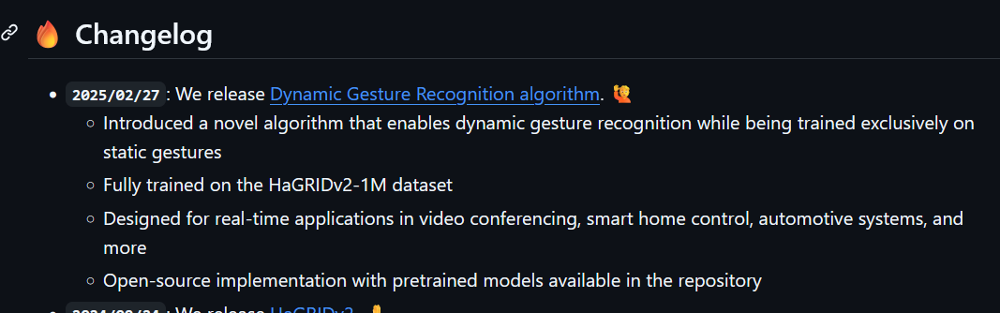 Changelog
2025/02/27: We release Dynamic Gesture Recognition algorithm.
Introduced a novel algorithm that enables dynamic gesture recognition while being trained exclusively on
static gestures
Fully trained on the HaGRIDv2-1M dataset
Designed for real-time applications in video conferencing, smart home control, automotive systems, and
more
Open-source implementation with pretrained models available in the repository
: We release HaGRIDv2.